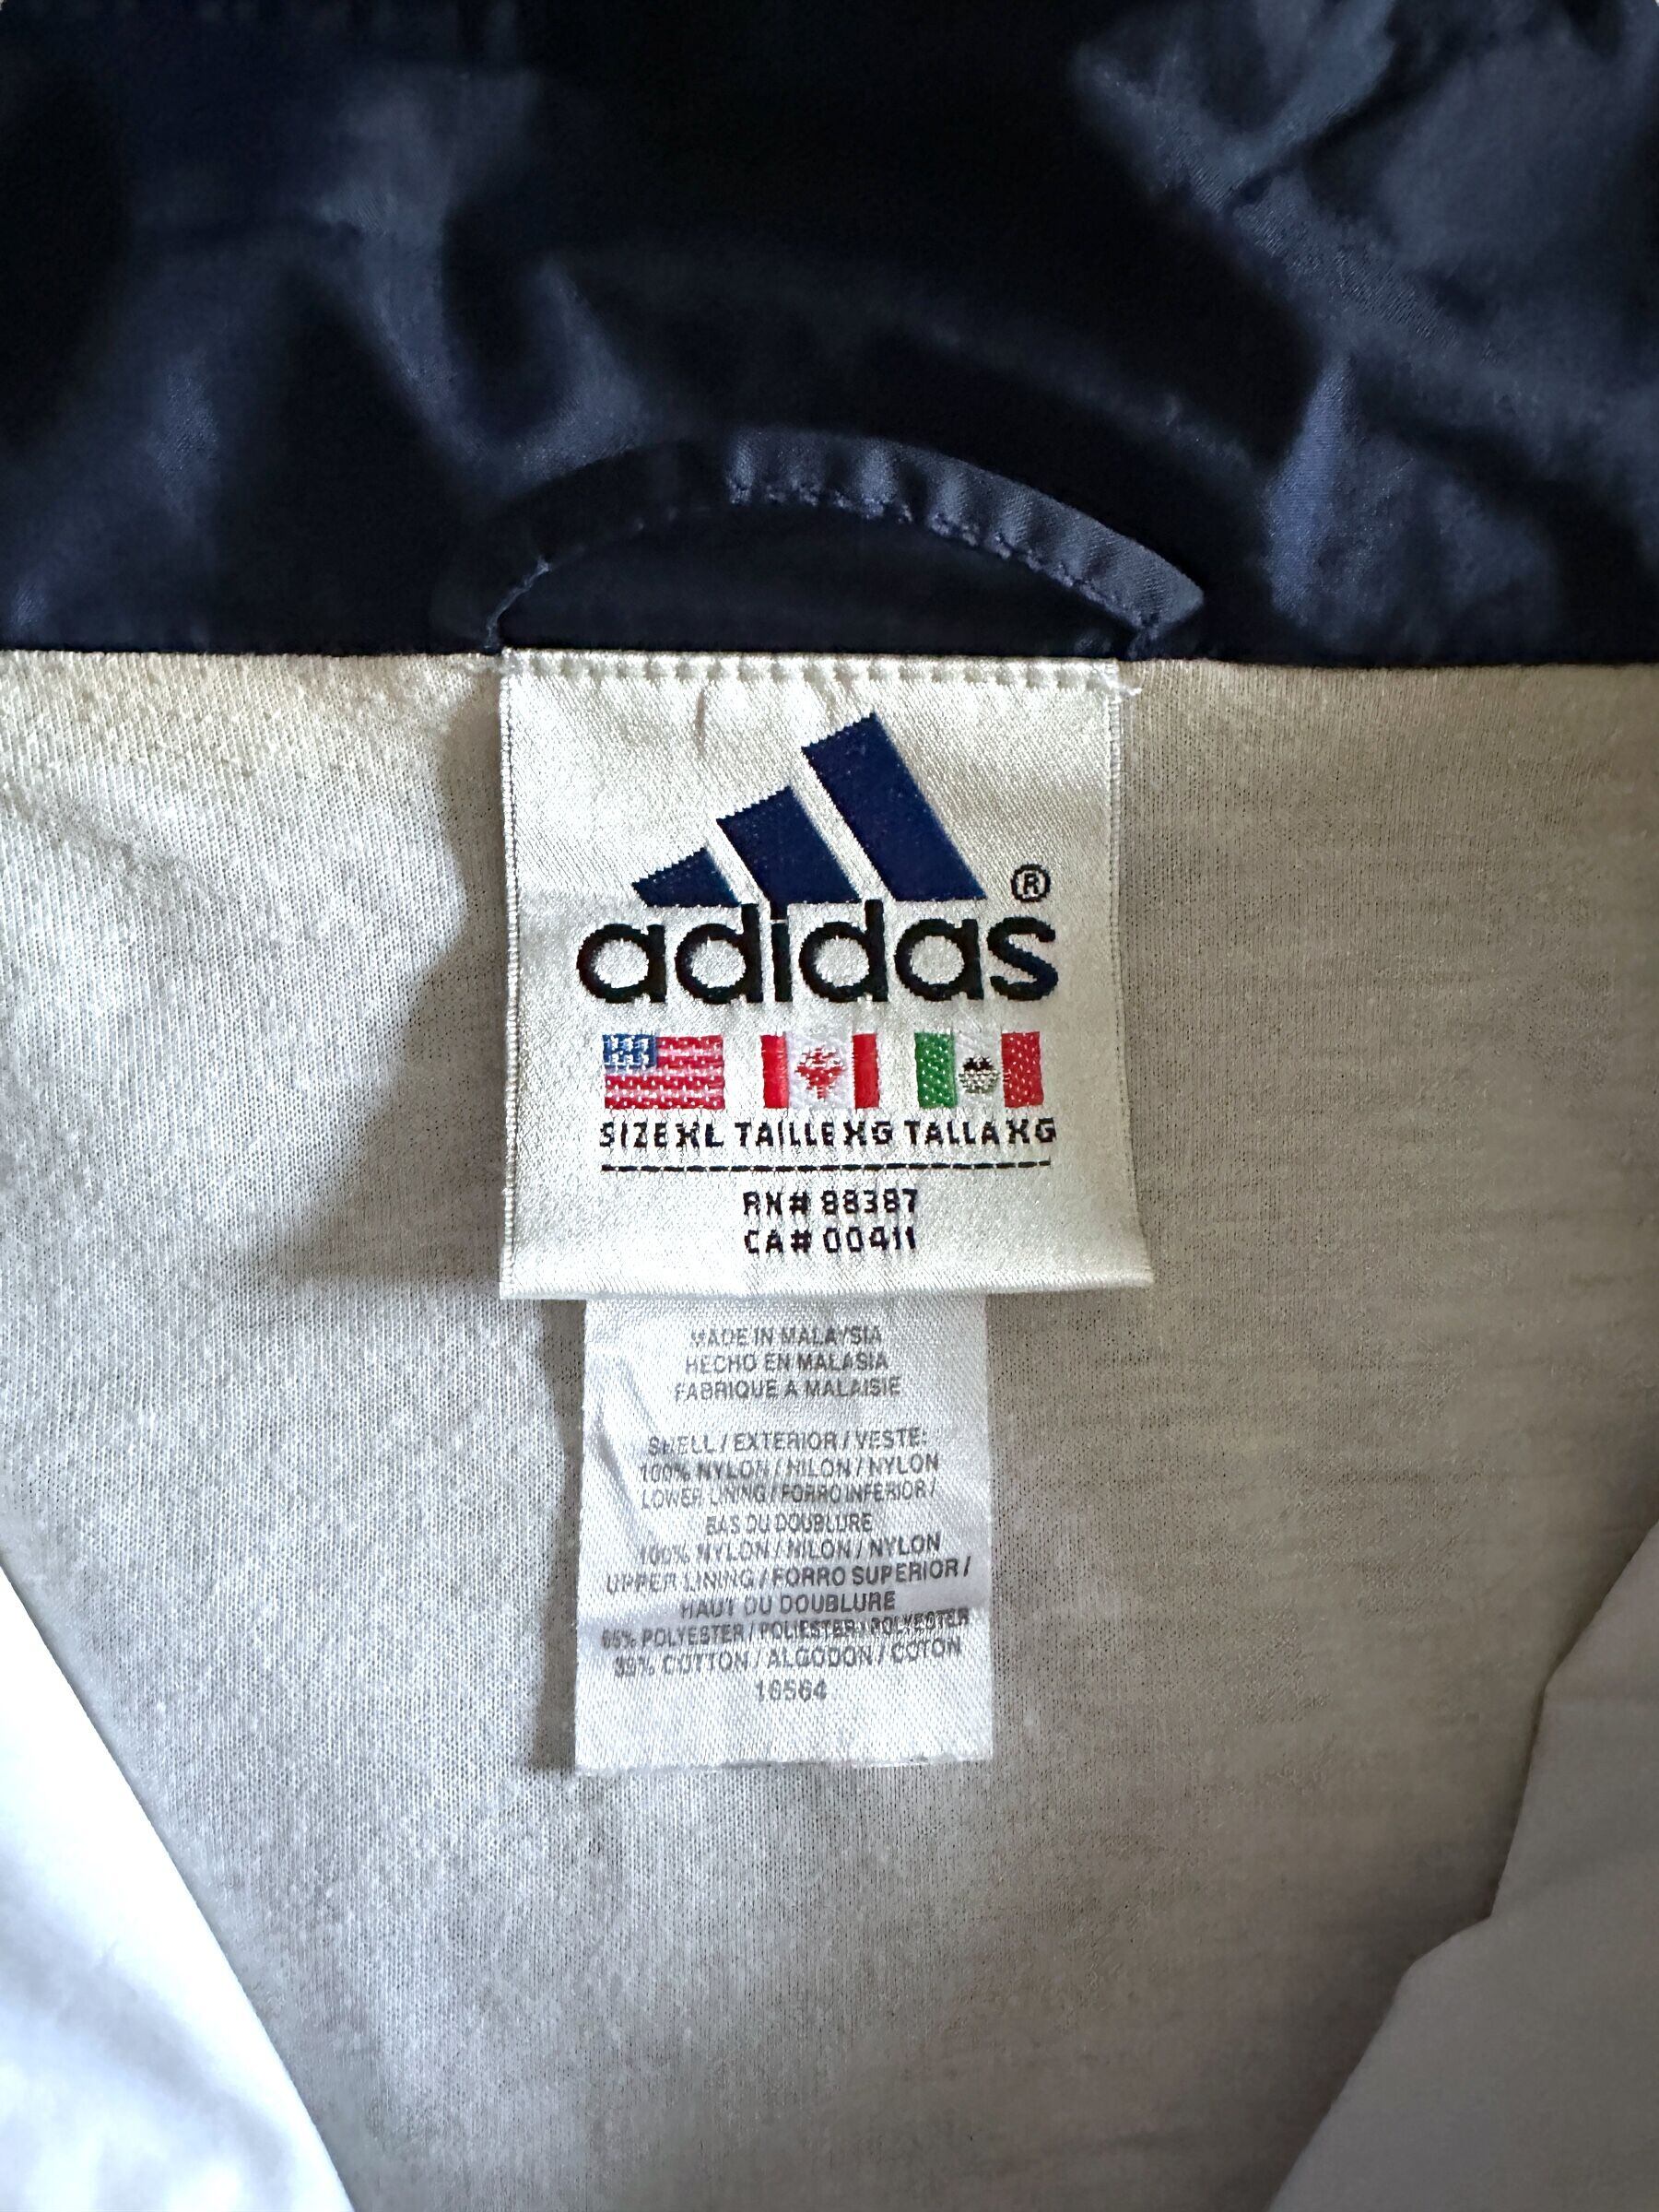 adidas®
SIZE XL TAILLE XG TALLA XG
RN# 88387
CA# 00411
MADE IN MALAYSIA
HECHO EN MALASIA
FABRIQUE A MALAISIE
SHELL / EXTERIOR / VESTE:
100% NYLON / NILON / NYLON
LOWER LINING / FORRO INFERIOR /
BAS DU DOUBLURE
100% NYLON / NILON / NYLON
UPPER LINING / FORRO SUPERIOR /
HAUT DU DOUBLURE
65% POLYESTER / POLIESTER / POLYESTER
35% COTTON / ALGODON / COTON
16564